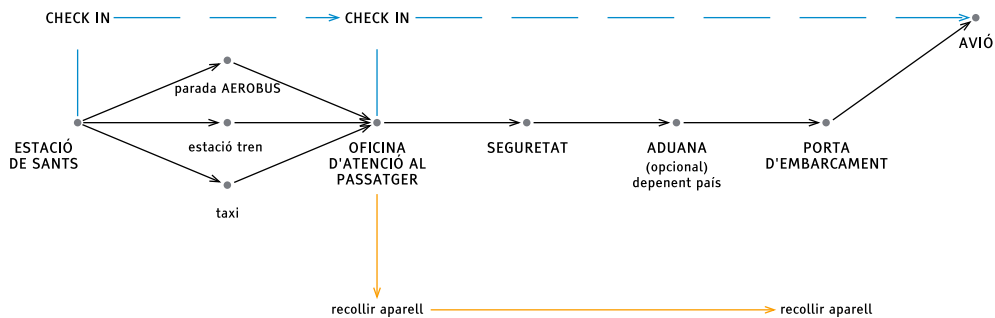 CHECK IN
CHECK IN
AVIÓ
parada AEROBUS
ESTACIÓ
DE SANTS
estació tren
OFICINA
D'ATENCIÓ AL
PASSATGER
SEGURETAT
ADUANA
(opcional)
depenent país
PORTA
D'EMBARCAMENT
taxi
recollir aparell
recollir aparell